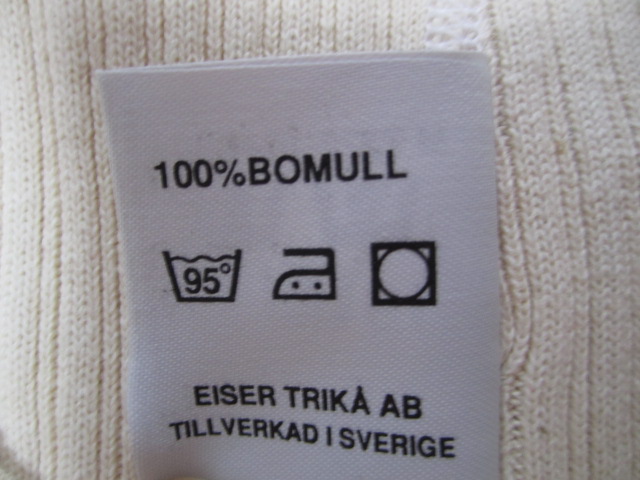 100%BOMULL
95°
EISER TRIKÅ AB
TILLVERKAD I SVERIGE